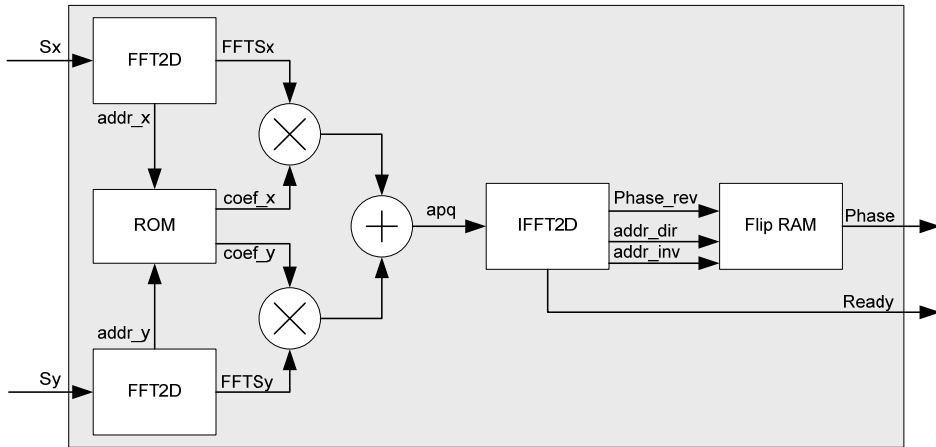 Sx
FFT2D
FFTSx
addr_x
ROM
coef_x
coef_y
apq
IFFT2D
Phase_rev
addr_dir
addr_inv
Flip RAM
Phase
Ready
addr_y
Sy
FFT2D
FFTSy